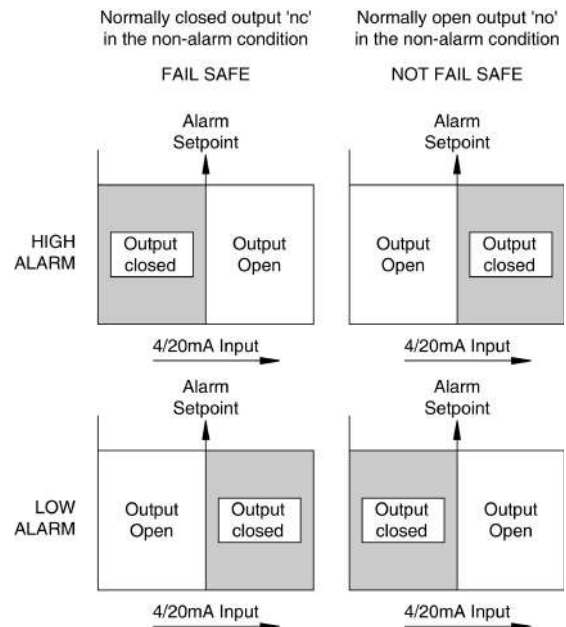 Normally closed output 'nc'
in the non-alarm condition
FAIL SAFE
Normally open output 'no'
in the non-alarm condition
NOT FAIL SAFE
HIGH
ALARM
Alarm
Setpoint
Output
closed
Output
Open
4/20mA Input
Alarm
Setpoint
Output
Open
Output
closed
4/20mA Input
LOW
ALARM
Alarm
Setpoint
Output
Open
Output
closed
4/20mA Input
Alarm
Setpoint
Output
closed
Output
Open
4/20mA Input